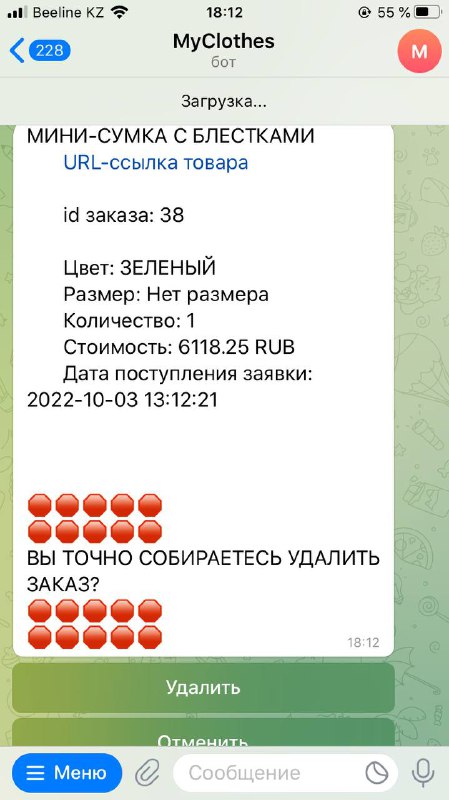 Beeline KZ
18:12
55 %
228
MyClothes
M
бот
Загрузка...
МИНИ-СУМКА С БЛЕСТКАМИ
URL-ссылка товара
id заказа: 38
Цвет: ЗЕЛЕНЫЙ
Размер: Нет размера
Количество: 1
Стоимость: 6118.25 RUB
Дата поступления заявки:
2022-10-03 13:12:21
ВЫ ТОЧНО СОБИРАЕТЕСЬ УДАЛИТЬ
ЗАКАЗ?
18:12
Удалить
Отменить
Меню
Сообщение